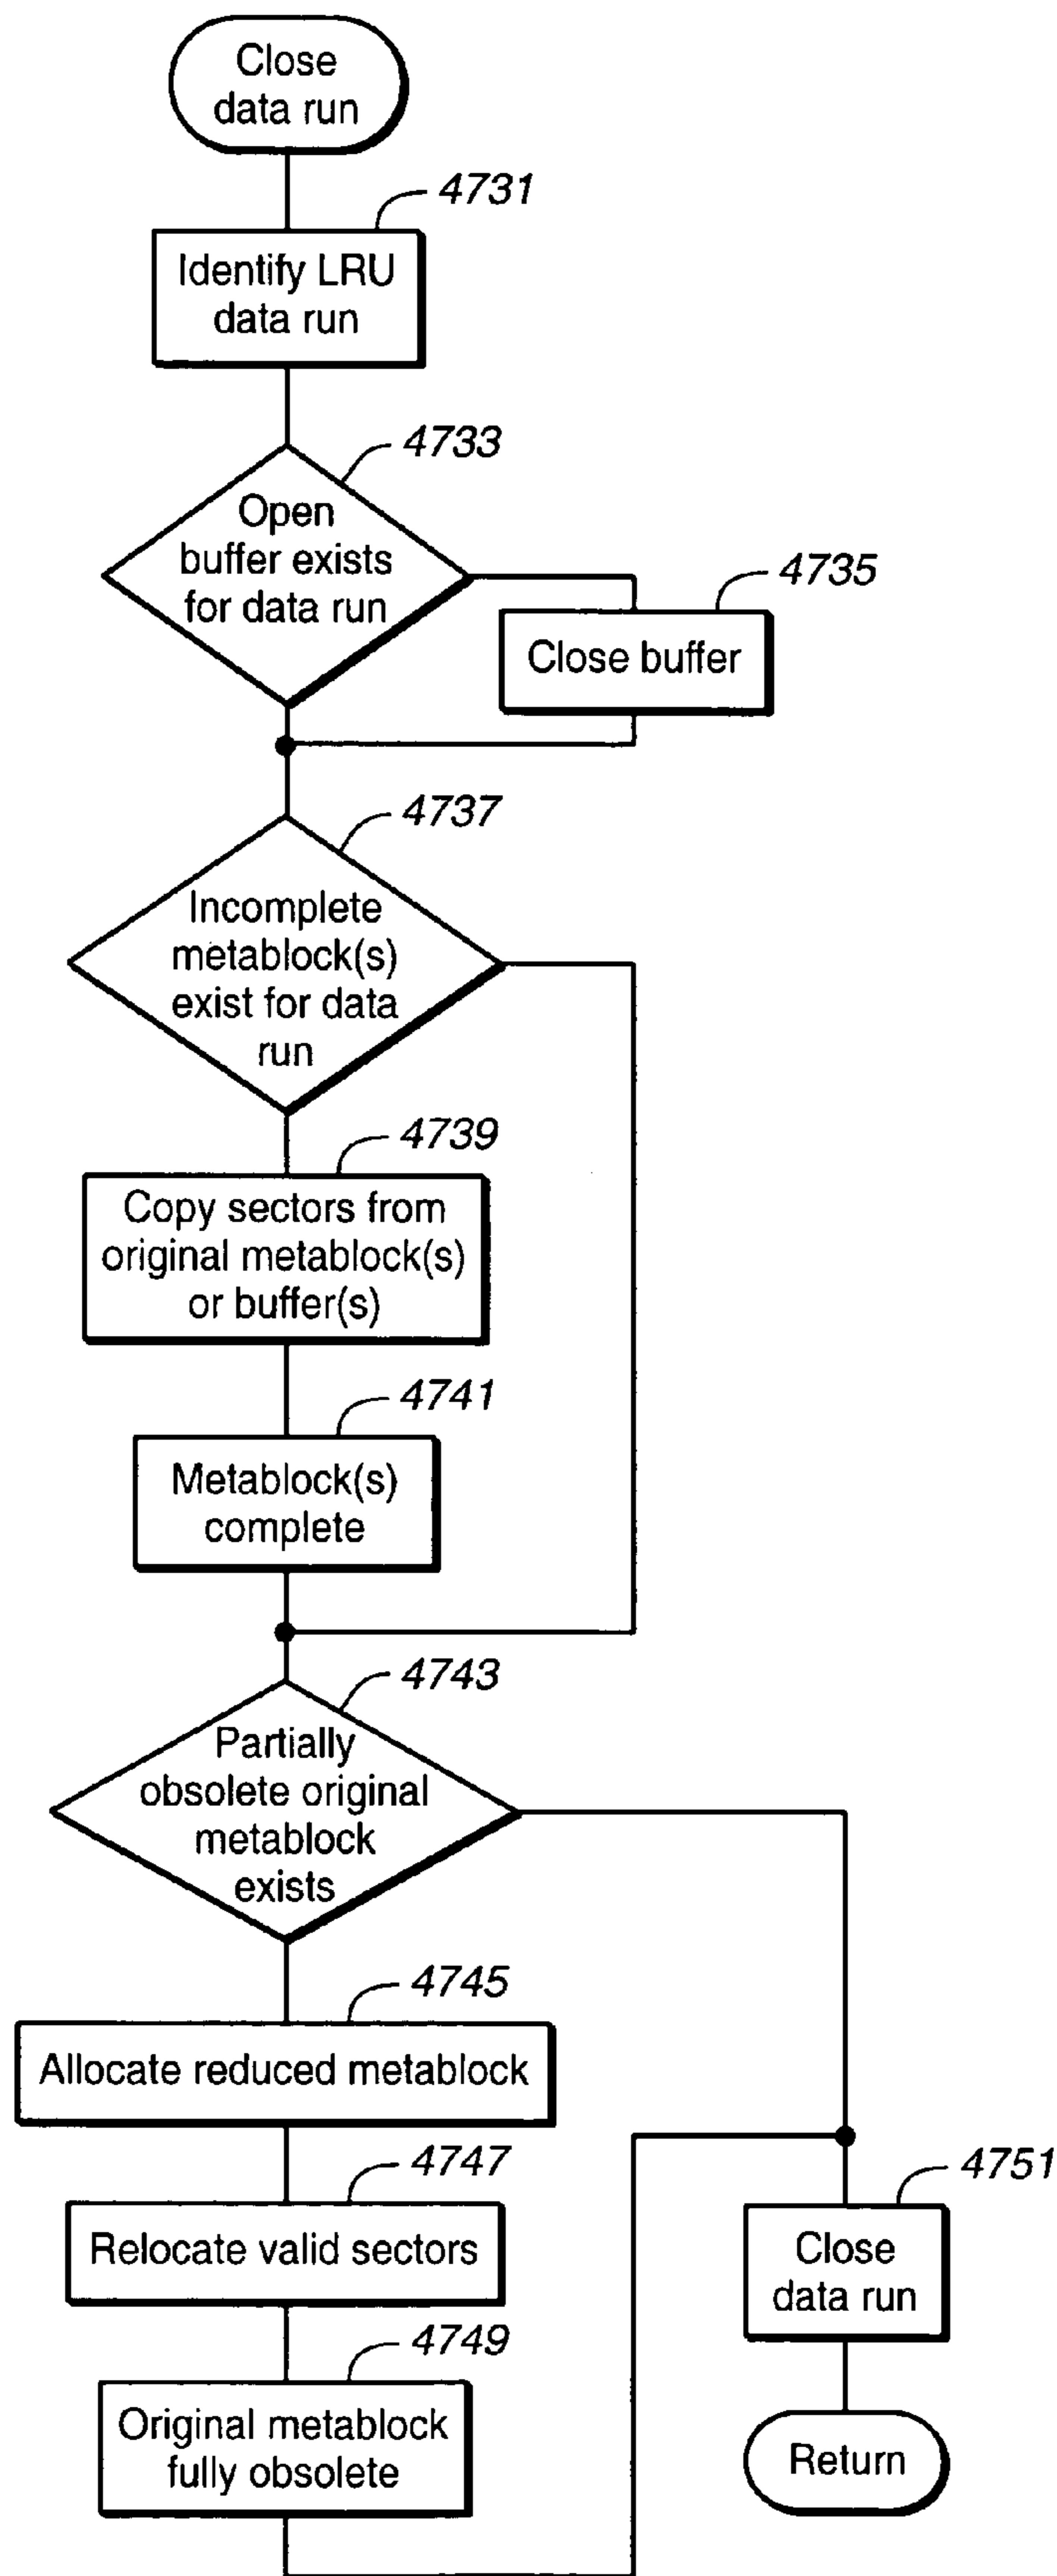 Close
data run
4731
Identify LRU
data run
4733
Open
buffer exists
for data run
4735
Close buffer
4737
Incomplete
metablock(s)
exist for data
run
4739
Copy sectors from
original metablock(s)
or buffer(s)
4741
Metablock(s)
complete
4743
Partially
obsolete original
metablock
exists
4745
Allocate reduced metablock
4747
Relocate valid sectors
4749
Original metablock
fully obsolete
4751
Close
data run
Return